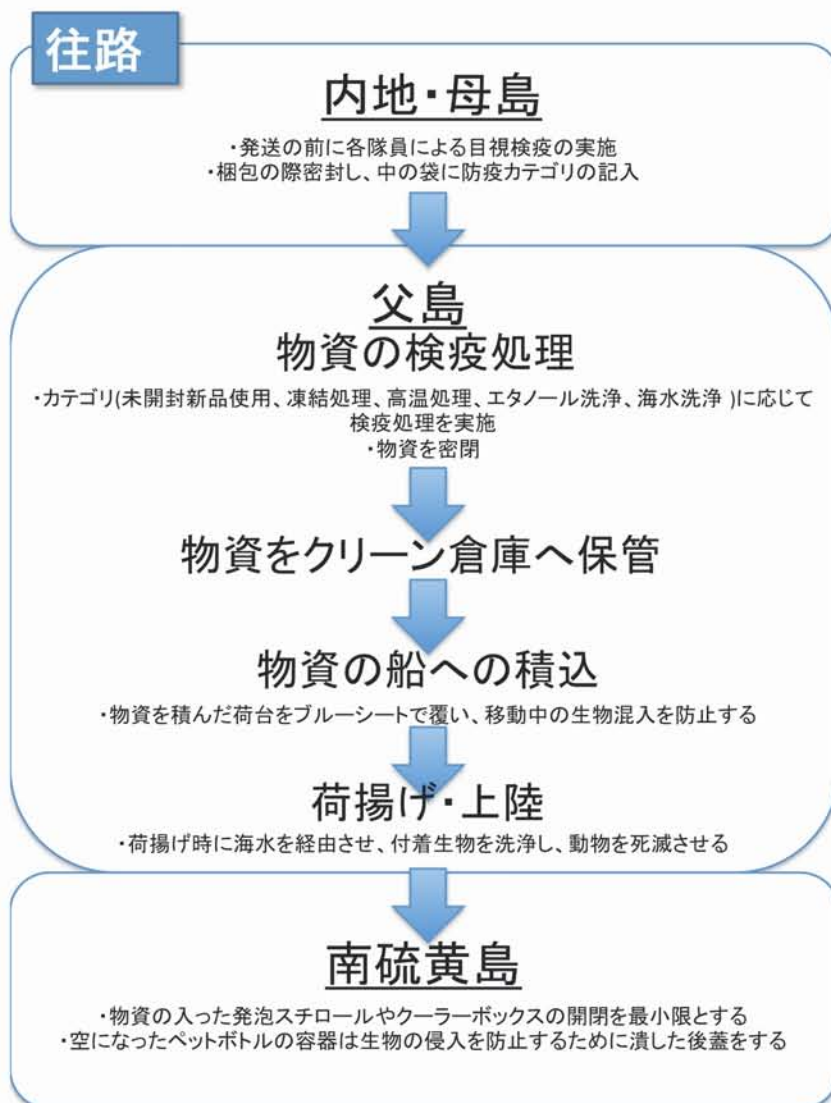 往路
内地・母島
・発送の前に各隊員による目視検疫の実施
・梱包の際密封し、中の袋に防疫カテゴリの記入
父島
物資の検疫処理
・カテゴリ(未開封新品使用、凍結処理、高温処理、エタノール洗浄、海水洗浄 )に応じて
検疫処理を実施
・物資を密閉
物資をクリーン倉庫へ保管
物資の船への積込
・物資を積んだ荷台をブルーシートで覆い、移動中の生物混入を防止する
荷揚げ・上陸
・荷揚げ時に海水を経由させ、付着生物を洗浄し、動物を死滅させる
南硫黄島
・物資の入った発泡スチロールやクーラーボックスの開閉を最小限とする
・空になったペットボトルの容器は生物の侵入を防止するために潰した後蓋をする